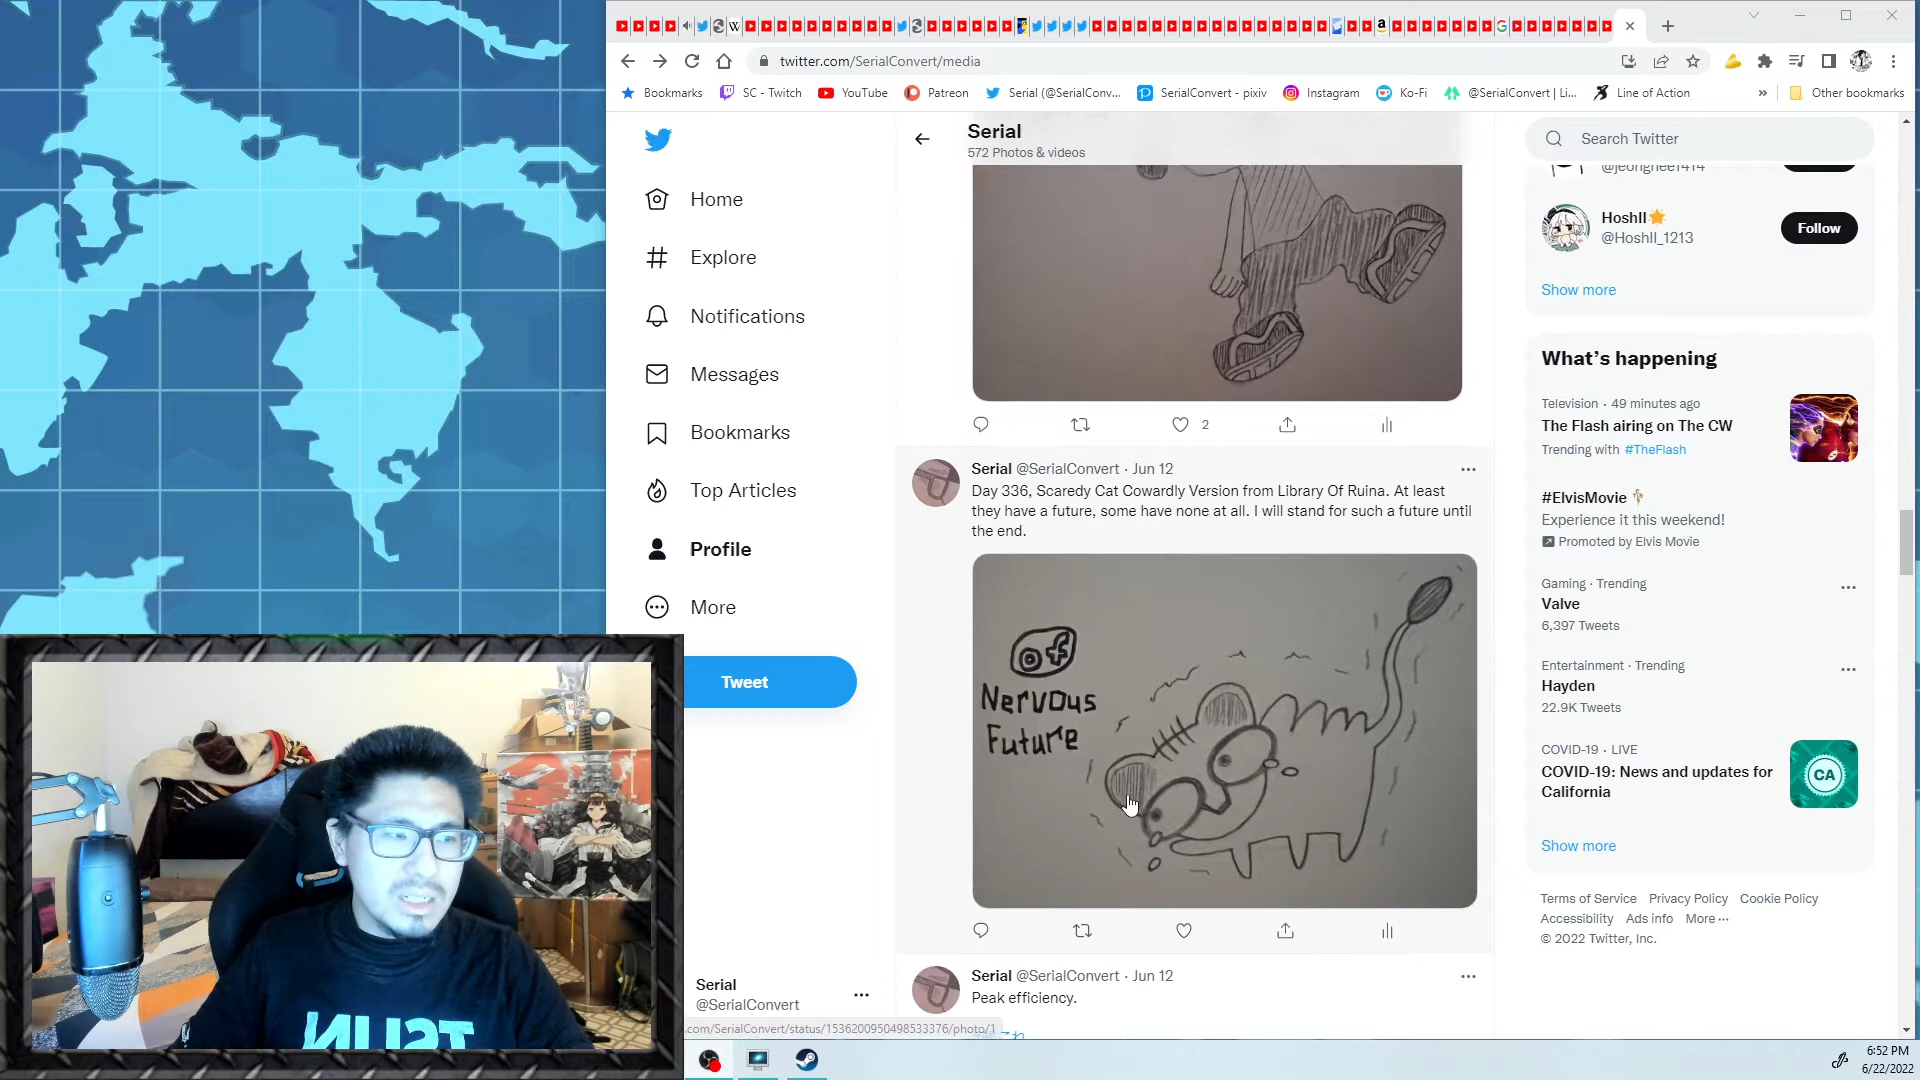 twitter.com/SerialConvert/media
Bookmarks
SC - Twitch
YouTube
Patreon
Serial (@SerialConv...
SerialConvert - pixiv
Instagram
Ko-Fi
@SerialConvert | Li...
Line of Action
»
Other bookmarks
Serial
572 Photos & videos
Search Twitter
Home
Explore
Notifications
Messages
Bookmarks
Top Articles
Profile
More
Tweet
Serial
@SerialConvert
2
Serial @SerialConvert · Jun 12
Day 336, Scaredy Cat Cowardly Version from Library Of Ruina. At least
they have a future, some have none at all. I will stand for such a future until
the end.
Nervous
Future
Serial @SerialConvert · Jun 12
Peak efficiency.
.com/SerialConvert/status/1536200950498533376/photo/1
@jeonghee1414
HoshII
@HoshII_1213
Follow
Show more
What's happening
Television · 49 minutes ago
The Flash airing on The CW
Trending with #TheFlash
#ElvisMovie
Experience it this weekend!
Promoted by Elvis Movie
Gaming · Trending
Valve
6,397 Tweets
Entertainment · Trending
Hayden
22.9K Tweets
COVID-19 · LIVE
COVID-19: News and updates for
California
CA
Show more
Terms of Service Privacy Policy Cookie Policy
Accessibility Ads info More ···
© 2022 Twitter, Inc.
6:52 PM
6/22/2022